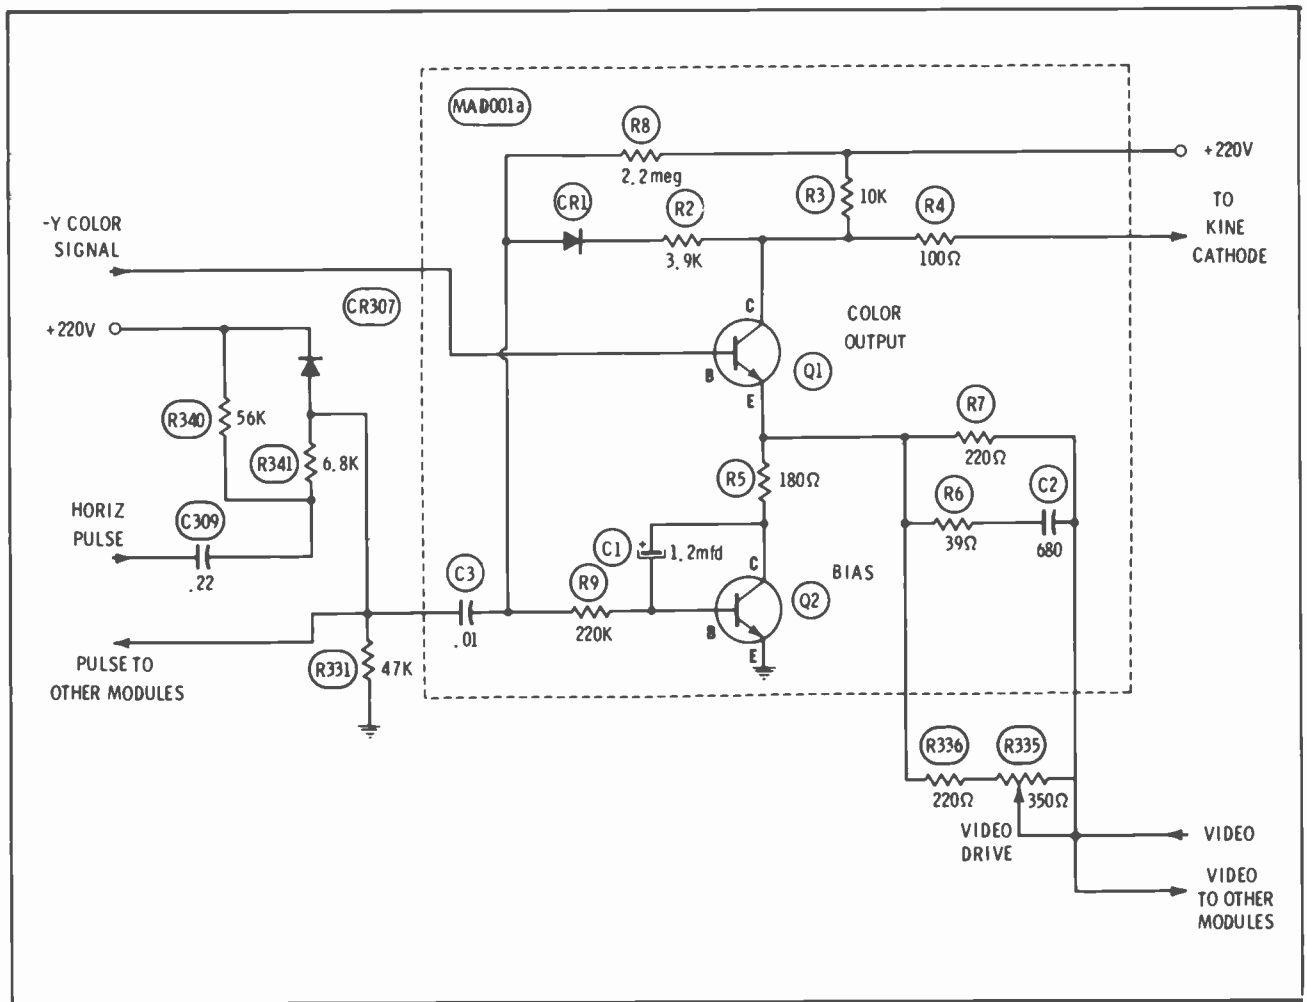 MAD001a
R8
2.2meg
+220V
R3
10K
CR1
R2
3.9K
R4
100Ω
TO
KINE
CATHODE
-Y COLOR
SIGNAL
CR307
+220V
C
COLOR
OUTPUT
B
Q1
E
R340
56K
R341
6.8K
R7
220Ω
R5
180Ω
R6
39Ω
C2
680
HORIZ
PULSE
C309
.22
C1
+
1.2mfd
C
BIAS
C3
.01
R9
220K
B
Q2
E
PULSE TO
OTHER MODULES
R331
47K
R336
220Ω
R335
350Ω
VIDEO
DRIVE
VIDEO
VIDEO
TO OTHER
MODULES